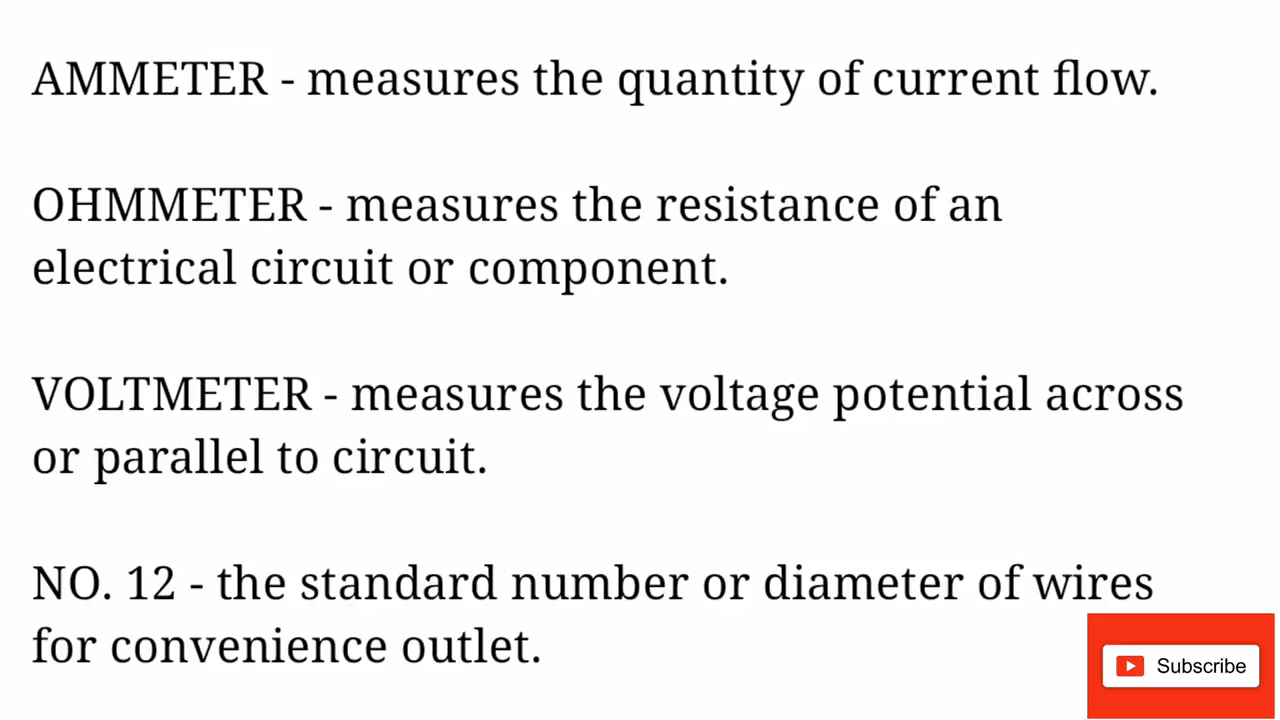 AMMETER - measures the quantity of current flow.
OHMMETER - measures the resistance of an
electrical circuit or component.
VOLTMETER - measures the voltage potential across
or parallel to circuit.
NO. 12 - the standard number or diameter of wires
for convenience outlet.
Subscribe